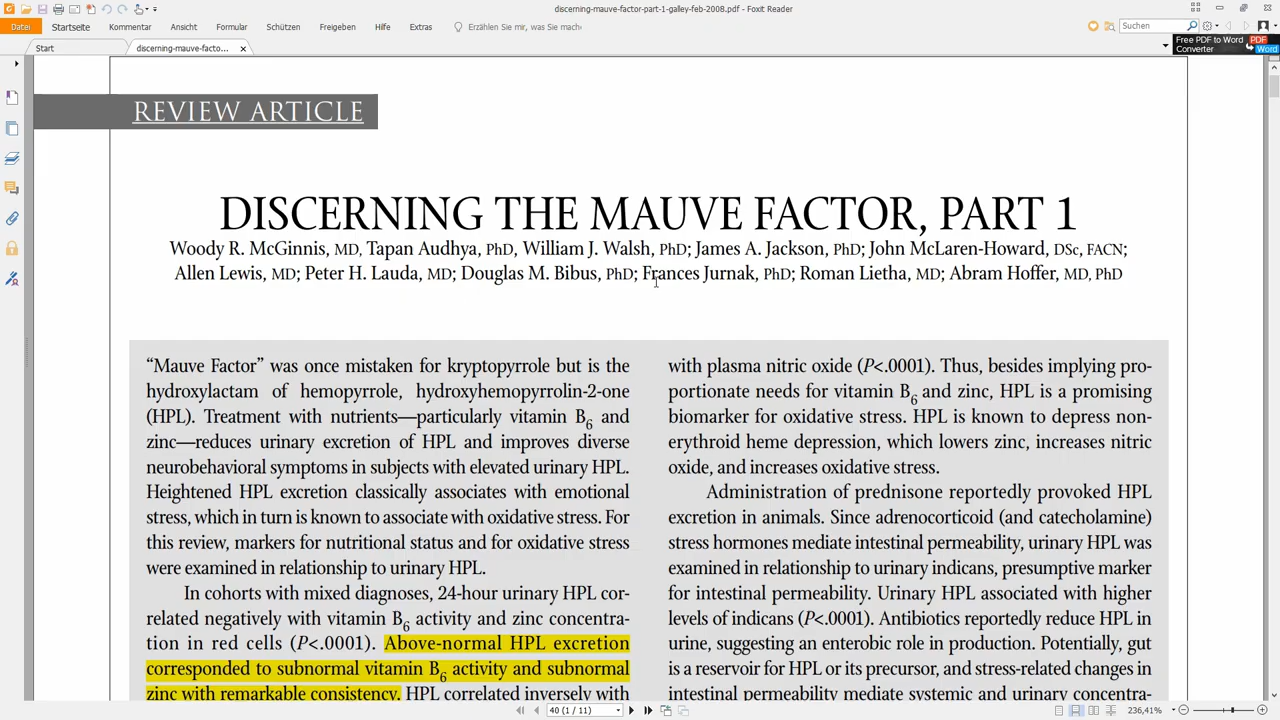 discerning-mauve-factor-part-1-galley-feb-2008.pdf - Foxit Reader
Datei Startseite Kommentar Ansicht Formular Schützen Freigeben Hilfe Extras Erzählen Sie mir, was Sie mach Suchen
Start discerning-mauve-facto...
Free PDF to Word
Converter
PDF
Word
REVIEW ARTICLE
DISCERNING THE MAUVE FACTOR, PART 1
Woody R. McGinnis, MD, Tapan Audhya, PhD, William J. Walsh, PhD; James A. Jackson, PhD; John McLaren-Howard, DSc, FACN;
Allen Lewis, MD; Peter H. Lauda, MD; Douglas M. Bibus, PhD; Frances Jurnak, PhD; Roman Lietha, MD; Abram Hoffer, MD, PhD
“Mauve Factor” was once mistaken for kryptopyrrole but is the
hydroxylactam of hemopyrrole, hydroxyhemopyrrolin-2-one
(HPL). Treatment with nutrients—particularly vitamin B6 and
zinc—reduces urinary excretion of HPL and improves diverse
neurobehavioral symptoms in subjects with elevated urinary HPL.
Heightened HPL excretion classically associates with emotional
stress, which in turn is known to associate with oxidative stress. For
this review, markers for nutritional status and for oxidative stress
were examined in relationship to urinary HPL.
In cohorts with mixed diagnoses, 24-hour urinary HPL cor-
related negatively with vitamin B6 activity and zinc concentra-
tion in red cells (P<.0001). Above-normal HPL excretion
corresponded to subnormal vitamin B6 activity and subnormal
zinc with remarkable consistency. HPL correlated inversely with
with plasma nitric oxide (P<.0001). Thus, besides implying pro-
portionate needs for vitamin B6 and zinc, HPL is a promising
biomarker for oxidative stress. HPL is known to depress non-
erythroid heme depression, which lowers zinc, increases nitric
oxide, and increases oxidative stress.
Administration of prednisone reportedly provoked HPL
excretion in animals. Since adrenocorticoid (and catecholamine)
stress hormones mediate intestinal permeability, urinary HPL was
examined in relationship to urinary indicans, presumptive marker
for intestinal permeability. Urinary HPL associated with higher
levels of indicans (P<.0001). Antibiotics reportedly reduce HPL in
urine, suggesting an enterobic role in production. Potentially, gut
is a reservoir for HPL or its precursor, and stress-related changes in
intestinal permeability mediate systemic and urinary concentra-
40 (1 / 11) 236,41%